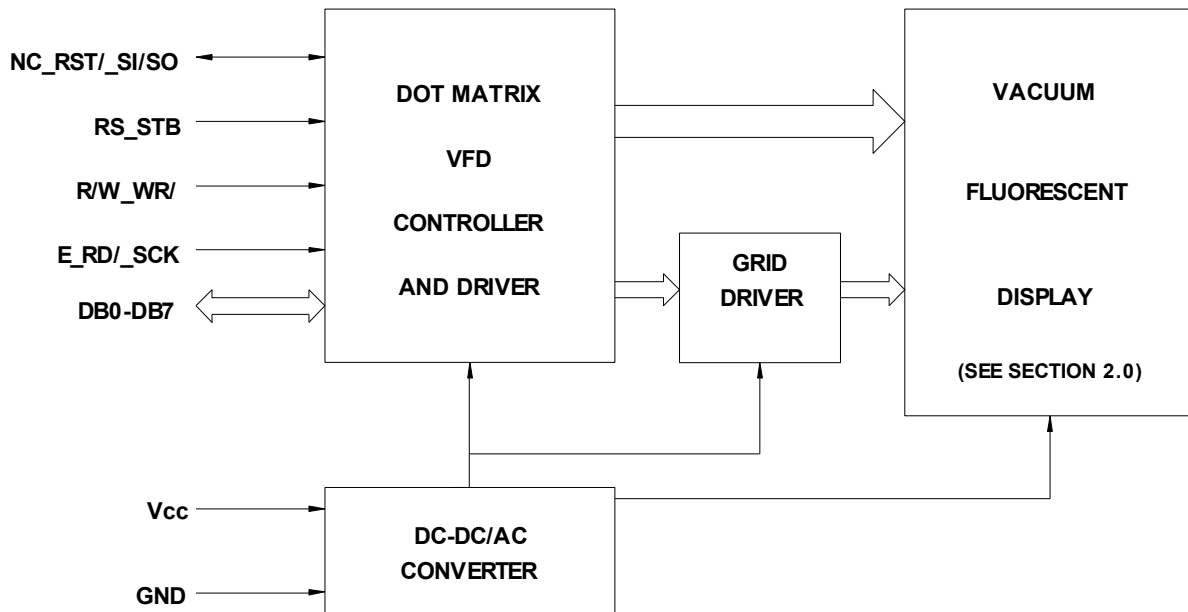 NC_RST/_SI/SO
RS_STB
R/W_WR/
E_RD/_SCK
DB0-DB7
DOT MATRIX
VFD
CONTROLLER
AND DRIVER
GRID
DRIVER
VACUUM
FLUORESCENT
DISPLAY
(SEE SECTION 2.0)
Vcc
GND
DC-DC/AC
CONVERTER